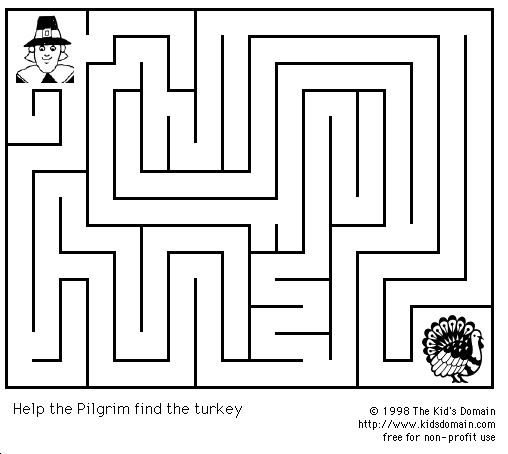 Help the Pilgrim find the turkey
© 1998 The Kid's Domain
http://www.kidsdomain.com
free for non-profit use